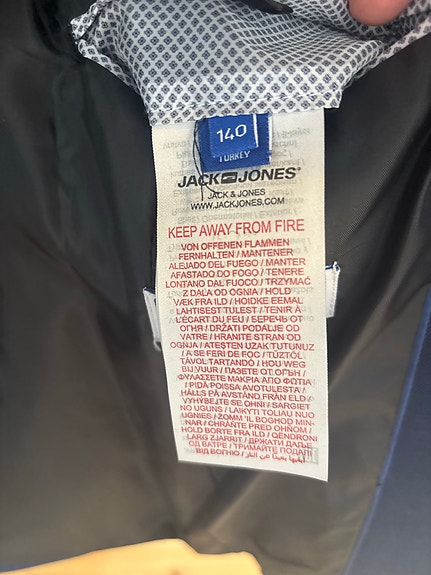 140
TURKEY
JACK JONES®
JACK & JONES
WWW.JACKJONES.COM
KEEP AWAY FROM FIRE
VON OFFENEN FLAMMEN
FERNHALTEN / MANTENER
ALEJADO DEL FUEGO / MANTER
AFASTADO DO FOGO / TENERE
LONTANO DAL FUOCO / TRZYMAĆ
Z DALA OD OGNIA / HOLD
VÆK FRA ILD / HOIDKE EEMAL
LAHTISEST TULEST / TENIR À
L'ÉCART DU FEU / БЕРЕЧЬ ОТ
ОГНЯ / DRŽATI PODALJE OD
VATRE / HRANITE STRAN OD
OGNJA / ATEŞTEN UZAK TUTUNUZ
/ A SE FERI DE FOC / TŰZTŐL
TÁVOL TARTANDÓ / HOU WEG
BIJ VUUR / ПАЗЕТЕ ОТ ОГЪН /
ΦΥΛΑΣΣΕΤΕ ΜΑΚΡΙΑ ΑΠΟ ΦΩΤΙΑ
/ PIDÄ POISSA AVOTULESTA /
HÅLLS PÅ AVSTÅND FRÅN ELD /
VYHÝBEJTE SE OHNI / SARGIET
NO UGUNS / LAIKYTI TOLIAU NUO
UGNIES / ŻOMM 'IL BOGĦOD MIN-
NAR / CHRÁŇTE PRED OHŇOM /
HOLD BORTE FRA ILD / QENDRONI
LARG ZJARRIT / ДРЖАТИ ДАЉЕ
ОД ВАТРЕ / ТРИМАЙТЕ ПОДАЛІ
ВІД ВОГНЮ / أبقها بعيدًا عن النار